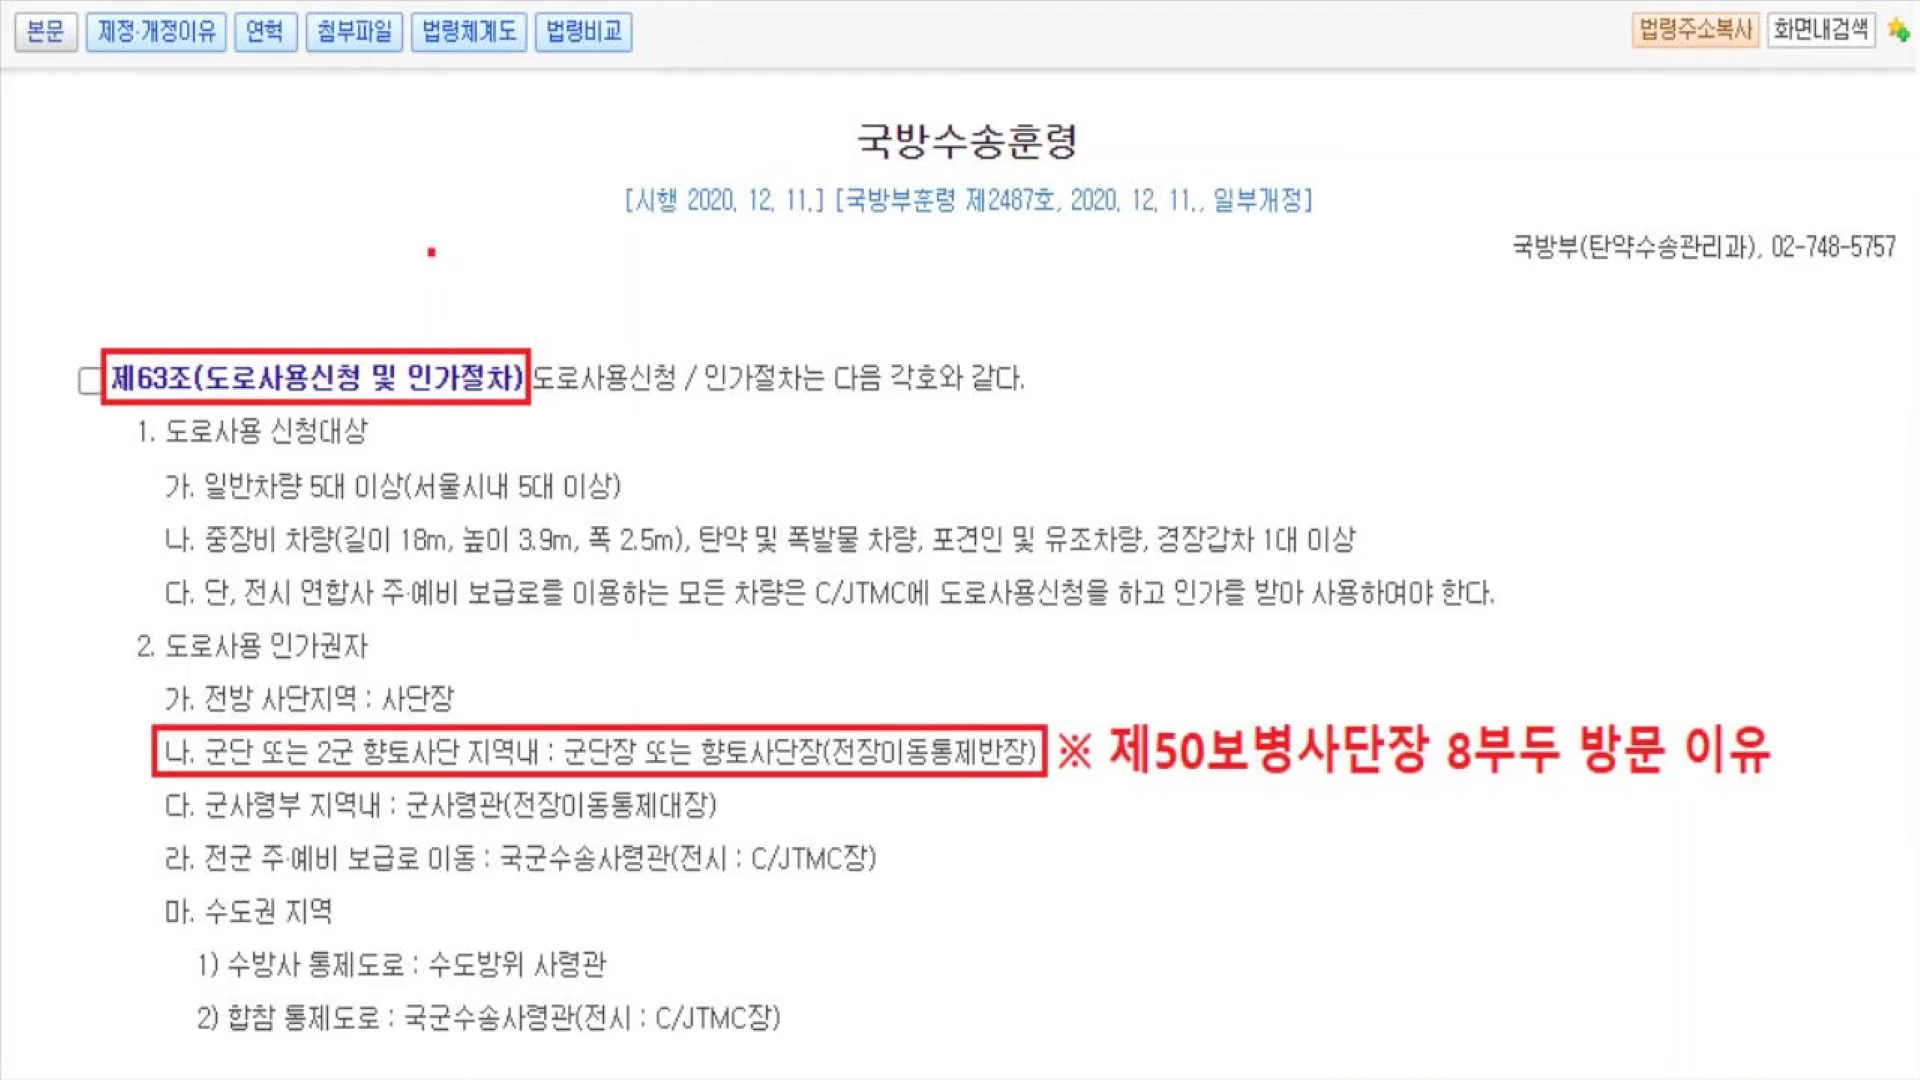 본문 제정·개정이유 연혁 첨부파일 법령체계도 법령비교 법령주소복사 화면내검색
국방수송훈령
[시행 2020. 12. 11.] [국방부훈령 제2487호, 2020. 12. 11., 일부개정]
국방부(탄약수송관리과), 02-748-5757
제63조(도로사용신청 및 인가절차) 도로사용신청 / 인가절차는 다음 각호와 같다.
1. 도로사용 신청대상
가. 일반차량 5대 이상(서울시내 5대 이상)
나. 중장비 차량(길이 18m, 높이 3.9m, 폭 2.5m), 탄약 및 폭발물 차량, 포견인 및 유조차량, 경장갑차 1대 이상
다. 단, 전시 연합사 주·예비 보급로를 이용하는 모든 차량은 C/JTMC에 도로사용신청을 하고 인가를 받아 사용하여야 한다.
2. 도로사용 인가권자
가. 전방 사단지역 : 사단장
나. 군단 또는 2군 향토사단 지역내 : 군단장 또는 향토사단장(전장이동통제반장) ※ 제50보병사단장 8부두 방문 이유
다. 군사령부 지역내 : 군사령관(전장이동통제대장)
라. 전군 주·예비 보급로 이동 : 국군수송사령관(전시 : C/JTMC장)
마. 수도권 지역
1) 수방사 통제도로 : 수도방위 사령관
2) 합참 통제도로 : 국군수송사령관(전시 : C/JTMC장)